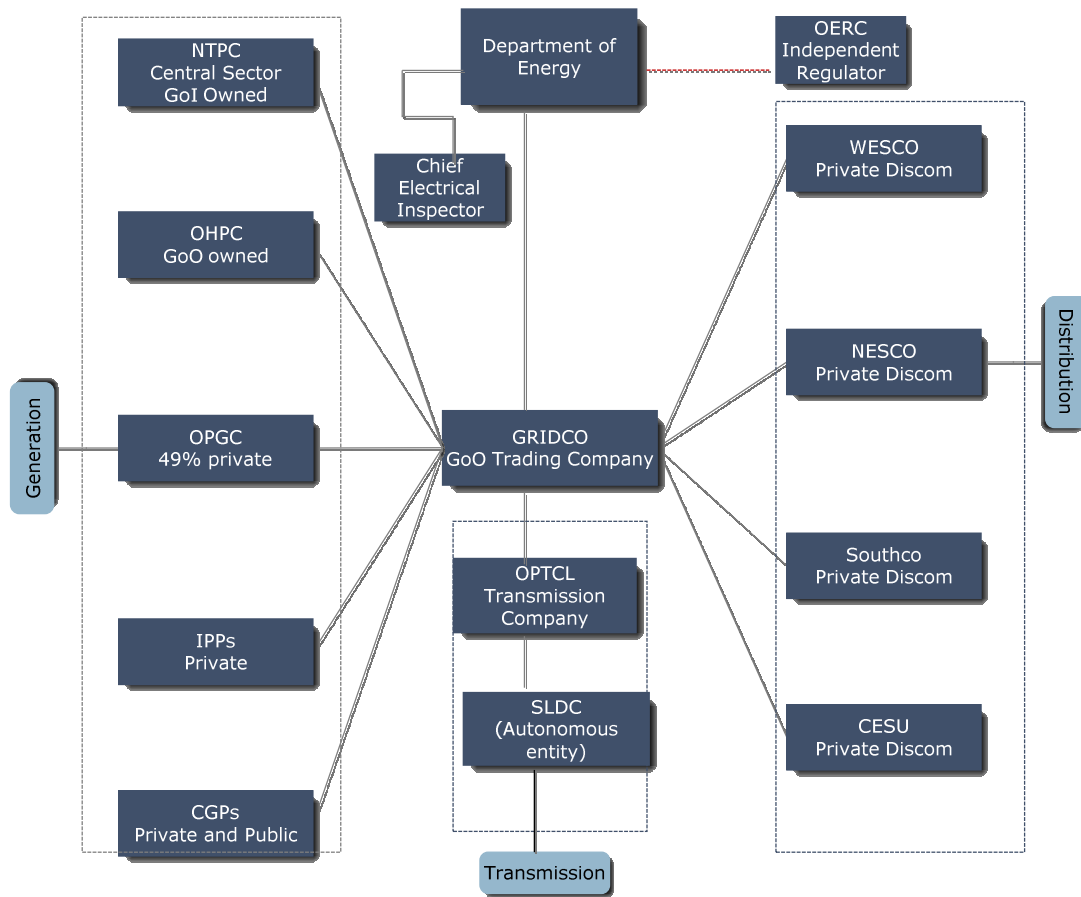 NTPC
Central Sector
GoI Owned
Department of
Energy
OERC
Independent
Regulator
Chief
Electrical
Inspector
WESCO
Private Discom
OHPC
GoO owned
NESCO
Private Discom
Distribution
Generation
OPGC
49% private
GRIDCO
GoO Trading Company
Southco
Private Discom
OPTCL
Transmission
Company
IPPs
Private
SLDC
(Autonomous
entity)
CESU
Private Discom
CGPs
Private and Public
Transmission